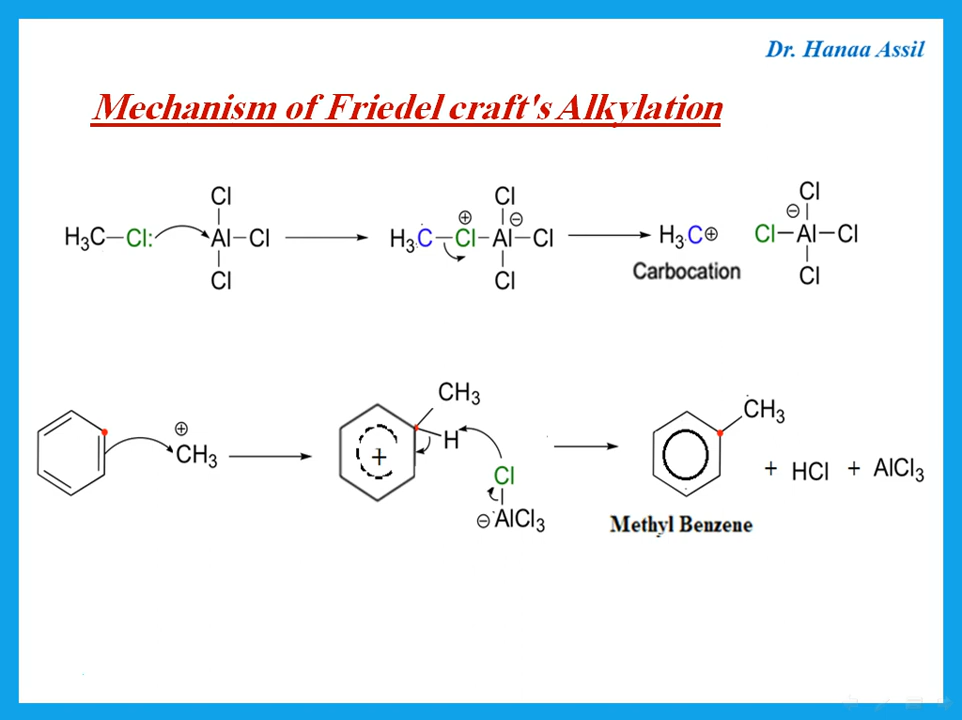 Dr. Hanaa Assil
Mechanism of Friedel craft's Alkylation
Cl Cl Cl
H₃C–Cl: Al–Cl H₃C–Cl–Al–Cl H₃C⊕ Cl–Al–Cl
⊕ ⊖ ⊖
Cl Cl Carbocation Cl
CH₃ CH₃
⊕ CH₃ + H
Cl + HCl + AlCl₃
⊖AlCl₃ Methyl Benzene